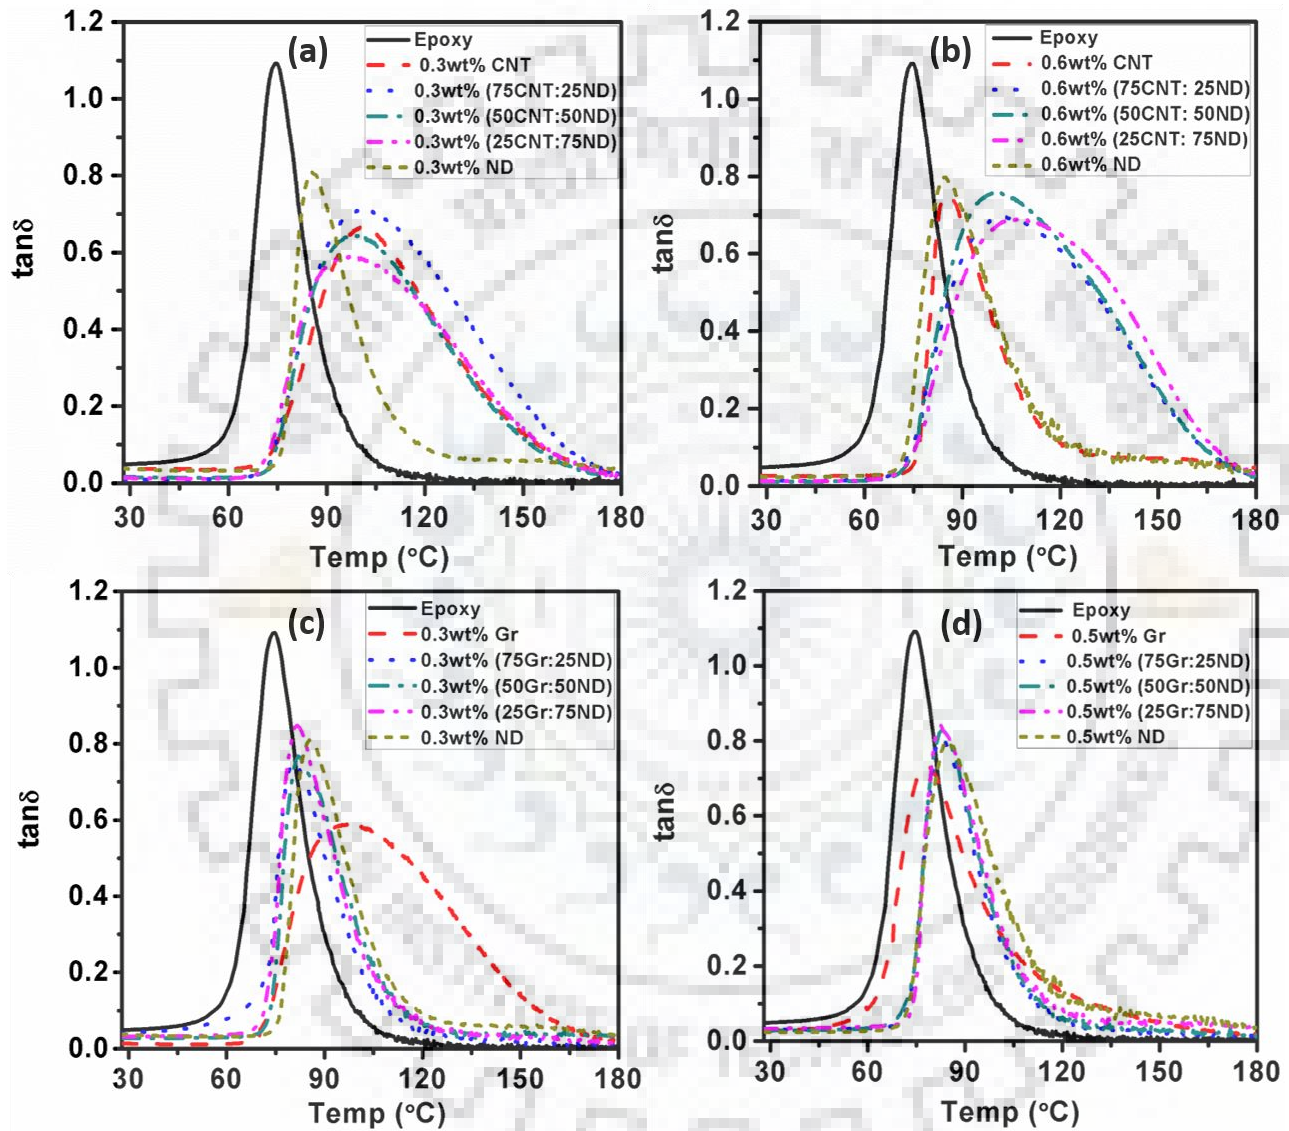 (a)
Epoxy
0.3wt% CNT
0.3wt% (75CNT:25ND)
0.3wt% (50CNT:50ND)
0.3wt% (25CNT:75ND)
0.3wt% ND
1.2
1.0
0.8
0.6
0.4
0.2
0.0
tanδ
30 60 90 120 150 180
Temp (°C)
(b)
Epoxy
0.6wt% CNT
0.6wt% (75CNT: 25ND)
0.6wt% (50CNT: 50ND)
0.6wt% (25CNT: 75ND)
0.6wt% ND
1.2
1.0
0.8
0.6
0.4
0.2
0.0
tanδ
30 60 90 120 150 180
Temp (°C)
(c)
Epoxy
0.3wt% Gr
0.3wt% (75Gr:25ND)
0.3wt% (50Gr:50ND)
0.3wt% (25Gr:75ND)
0.3wt% ND
1.2
1.0
0.8
0.6
0.4
0.2
0.0
tanδ
30 60 90 120 150 180
Temp (°C)
(d)
Epoxy
0.5wt% Gr
0.5wt% (75Gr:25ND)
0.5wt% (50Gr:50ND)
0.5wt% (25Gr:75ND)
0.5wt% ND
1.2
1.0
0.8
0.6
0.4
0.2
0.0
tanδ
30 60 90 120 150 180
Temp (°C)